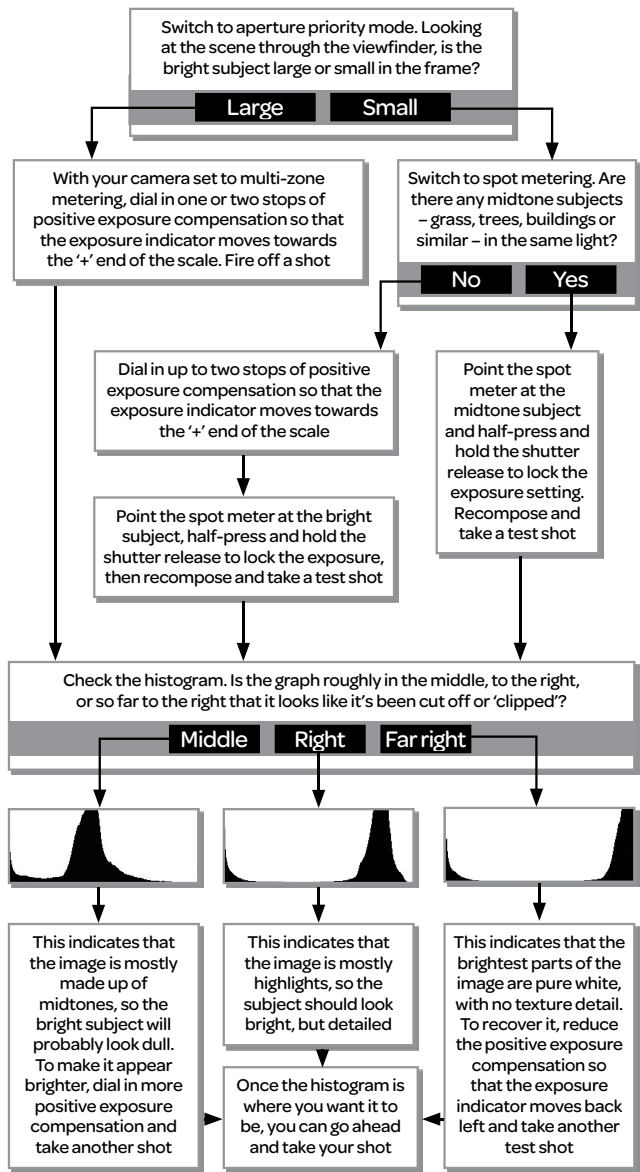 Switch to aperture priority mode. Looking
at the scene through the viewfinder, is the
bright subject large or small in the frame?
Large
Small
With your camera set to multi-zone
metering, dial in one or two stops of
positive exposure compensation so that
the exposure indicator moves towards
the ‘+’ end of the scale. Fire off a shot
Switch to spot metering. Are
there any midtone subjects
– grass, trees, buildings or
similar – in the same light?
No
Yes
Dial in up to two stops of positive
exposure compensation so that the
exposure indicator moves towards
the ‘+’ end of the scale
Point the spot meter at the bright
subject, half-press and hold the
shutter release to lock the exposure,
then recompose and take a test shot
Point the spot
meter at the
midtone subject
and half-press and
hold the shutter
release to lock the
exposure setting.
Recompose and
take a test shot
Check the histogram. Is the graph roughly in the middle, to the right,
or so far to the right that it looks like it’s been cut off or ‘clipped’?
Middle
Right
Far right
This indicates that
the image is mostly
made up of
midtones, so the
bright subject will
probably look dull.
To make it appear
brighter, dial in more
positive exposure
compensation and
take another shot
This indicates that
the image is mostly
highlights, so the
subject should look
bright, but detailed
Once the histogram is
where you want it to
be, you can go ahead
and take your shot
This indicates that the
brightest parts of the
image are pure white,
with no texture detail.
To recover it, reduce
the positive exposure
compensation so
that the exposure
indicator moves back
left and take another
test shot